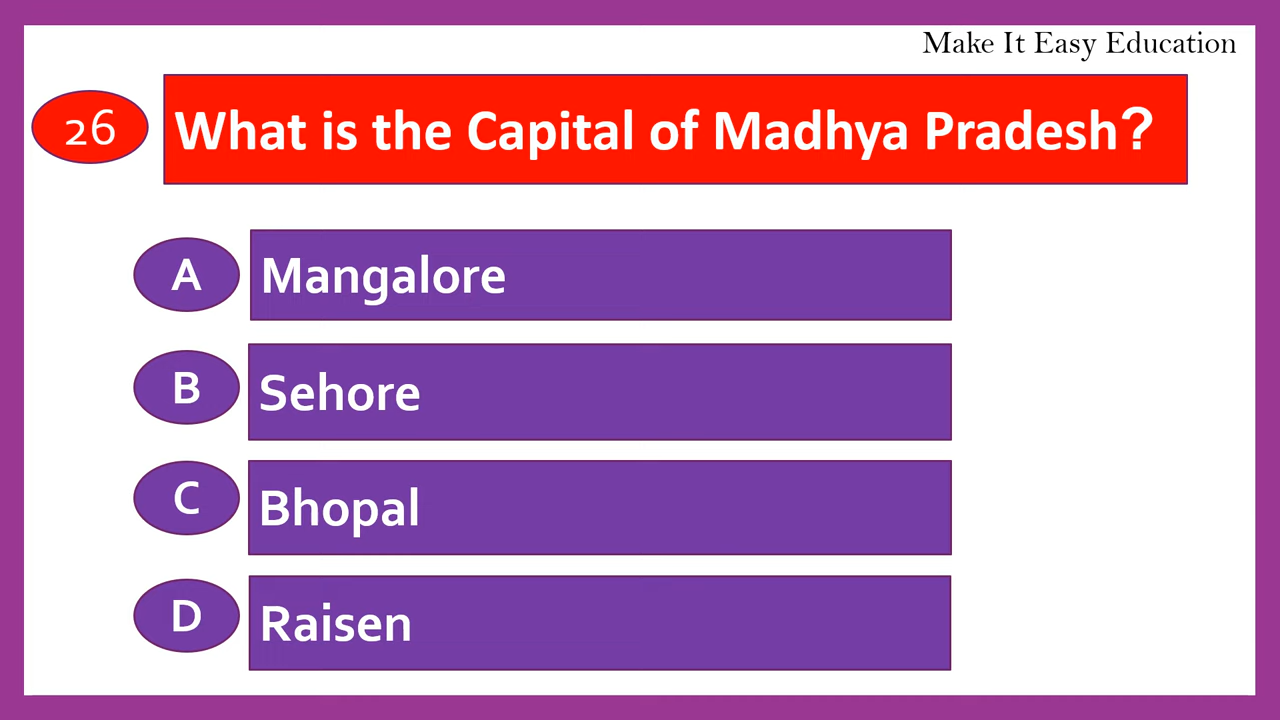 Make It Easy Education
26
What is the Capital of Madhya Pradesh?
A
Mangalore
B
Sehore
C
Bhopal
D
Raisen